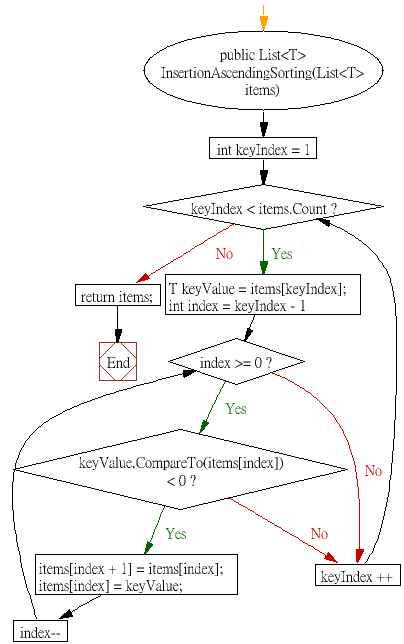 public List<T>
InsertionAscendingSorting(List<T>
items)
int keyIndex = 1
keyIndex < items.Count ?
No
Yes
return items;
T keyValue = items[keyIndex];
int index = keyIndex - 1
End
index >= 0 ?
Yes
keyValue.CompareTo(items[index])
< 0 ?
No
Yes
No
items[index + 1] = items[index];
items[index] = keyValue;
keyIndex ++
index--